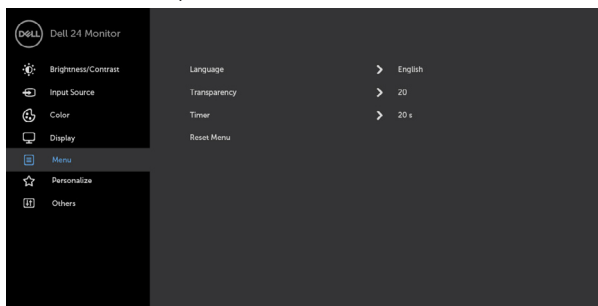 DELL Dell 24 Monitor
Brightness/Contrast
Input Source
Color
Display
Menu
Personalize
Others
Language English
Transparency 20
Timer 20 s
Reset Menu